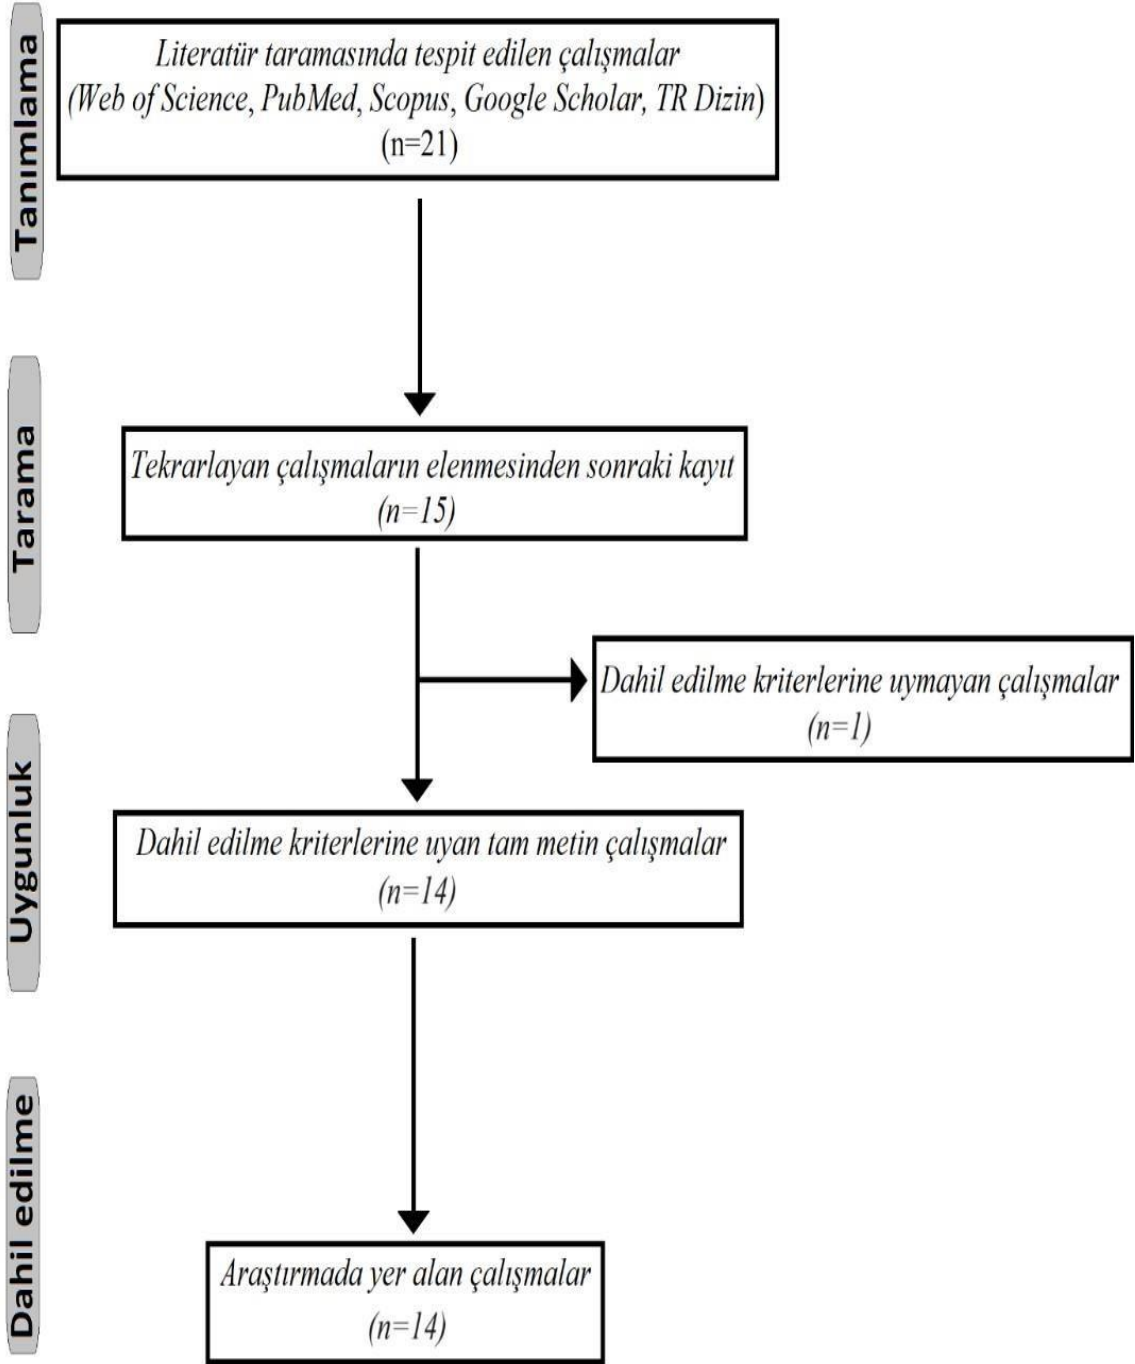 Tanımlama
Literatür taramasında tespit edilen çalışmalar
(Web of Science, PubMed, Scopus, Google Scholar, TR Dizin)
(n=21)
Tarama
Tekrarlayan çalışmaların elenmesinden sonraki kayıt
(n=15)
Dahil edilme kriterlerine uymayan çalışmalar
(n=1)
Uygunluk
Dahil edilme kriterlerine uyan tam metin çalışmalar
(n=14)
Dahil edilme
Araştırmada yer alan çalışmalar
(n=14)